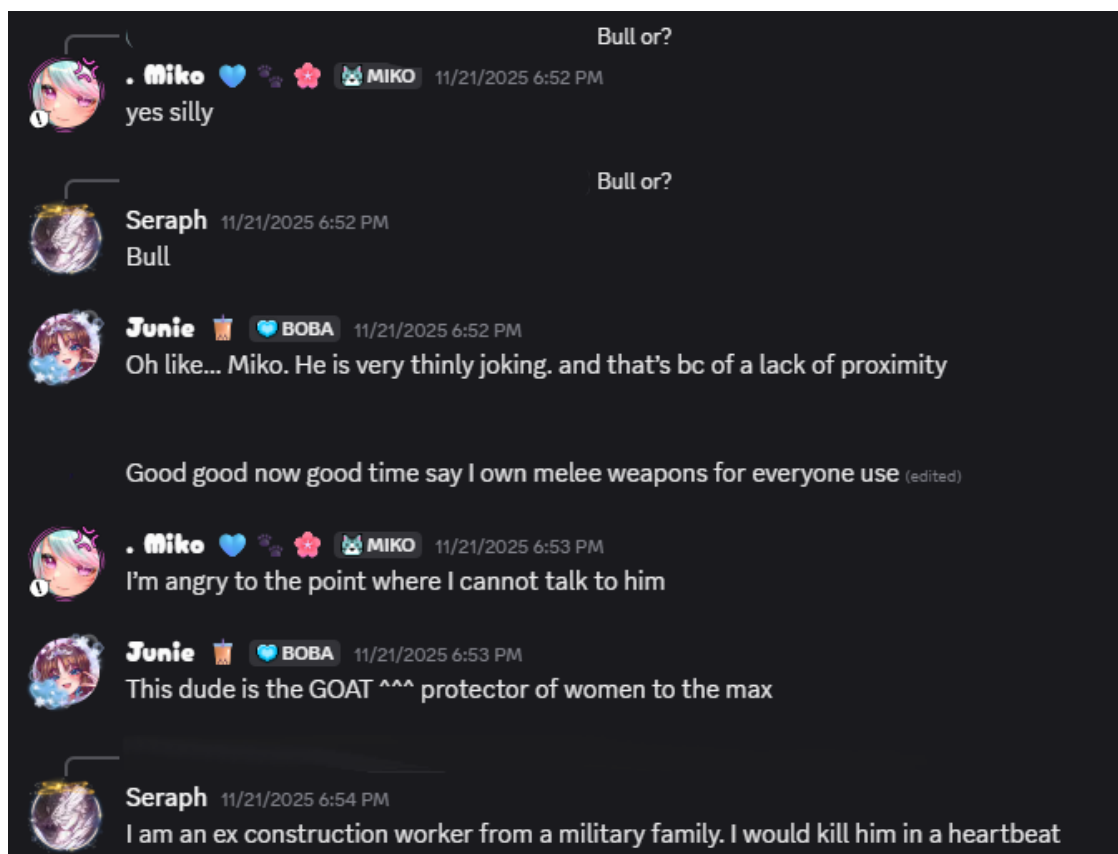 Bull or?
. Miko 💙 🐾 🌸 MIKO 11/21/2025 6:52 PM
yes silly
Bull or?
Seraph 11/21/2025 6:52 PM
Bull
Junie 🧋 BOBA 11/21/2025 6:52 PM
Oh like... Miko. He is very thinly joking. and that's bc of a lack of proximity
Good good now good time say I own melee weapons for everyone use (edited)
. Miko 💙 🐾 🌸 MIKO 11/21/2025 6:53 PM
I'm angry to the point where I cannot talk to him
Junie 🧋 BOBA 11/21/2025 6:53 PM
This dude is the GOAT ^^^ protector of women to the max
Seraph 11/21/2025 6:54 PM
I am an ex construction worker from a military family. I would kill him in a heartbeat